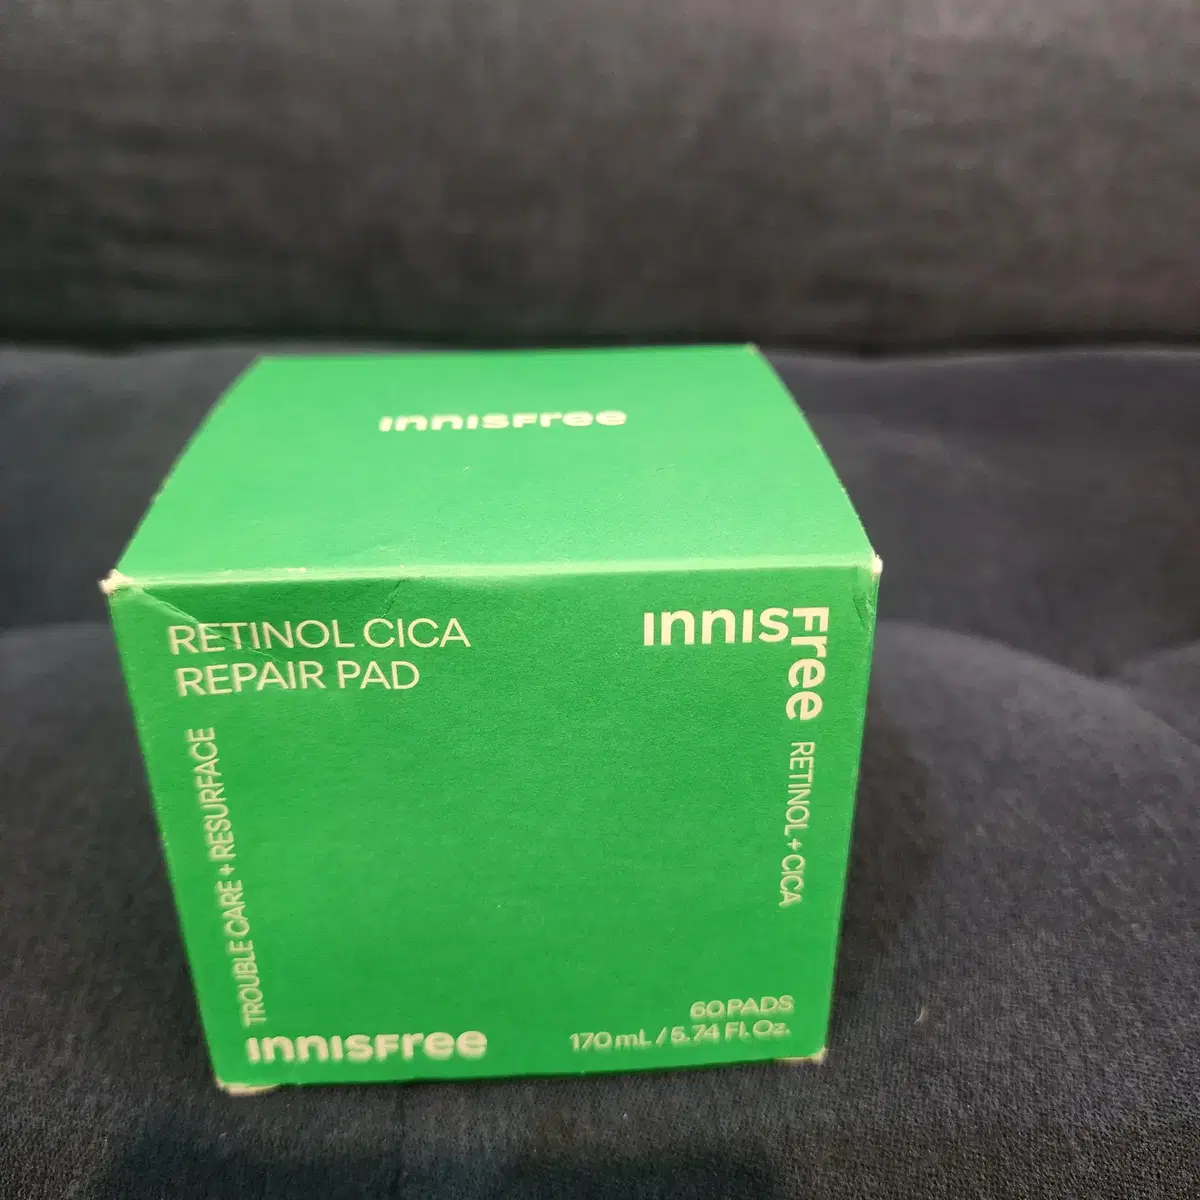 INNISFree
RETINOL CICA
REPAIR PAD
INNISFree
RETINOL + CICA
TROUBLE CARE + RESURFACE
INNISFree
60 PADS
170 mL / 5.74 Fl. Oz.